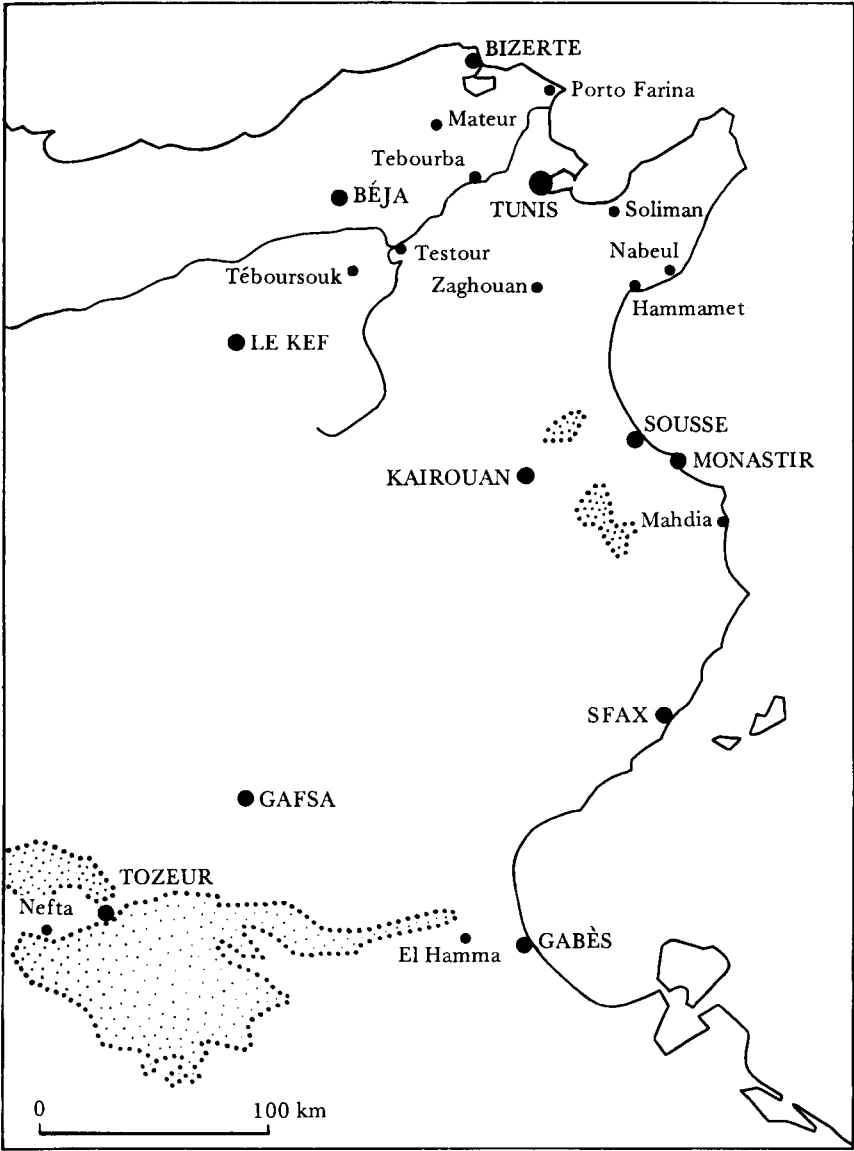 BIZERTE
Porto Farina
Mateur
Tebourba
BÉJA
TUNIS
Soliman
Testour
Nabeul
Téboursouk
Zaghouan
Hammamet
LE KEF
SOUSSE
MONASTIR
KAIROUAN
Mahdia
SFAX
GAFSA
TOZEUR
Nefta
El Hamma
GABÈS
0
100 km